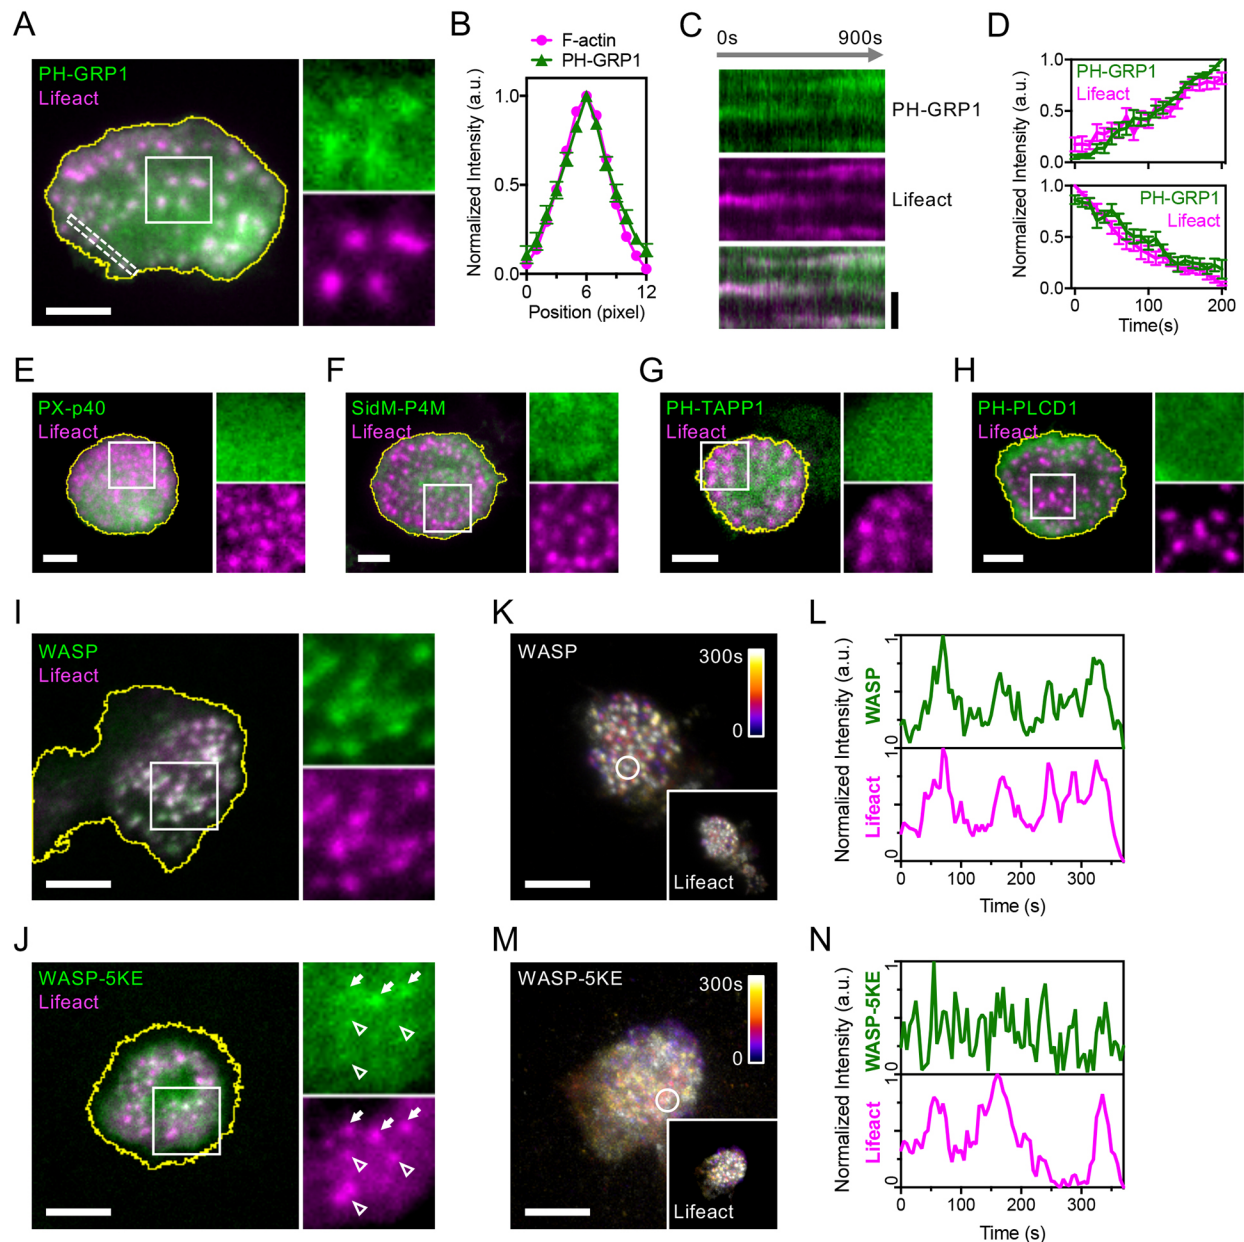 A
PH-GRP1
Lifeact
B
F-actin
PH-GRP1
Normalized Intensity (a.u.)
1.0
0.5
0.0
0 6 12
Position (pixel)
C
0s 900s
PH-GRP1
Lifeact
D
Normalized Intensity (a.u.)
1.0
0.5
0.0
PH-GRP1
Lifeact
1.0
0.5
0.0
PH-GRP1
Lifeact
0 100 200
Time(s)
E
PX-p40
Lifeact
F
SidM-P4M
Lifeact
G
PH-TAPP1
Lifeact
H
PH-PLCD1
Lifeact
I
WASP
Lifeact
K
WASP
300s
0
Lifeact
L
Normalized Intensity (a.u.)
WASP
Lifeact
1
0
1
0
0 100 200 300
Time (s)
J
WASP-5KE
Lifeact
M
WASP-5KE
300s
0
Lifeact
N
Normalized Intensity (a.u.)
WASP-5KE
Lifeact
1
0
1
0
0 100 200 300
Time (s)